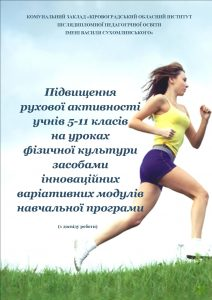 КОМУНАЛЬНИЙ ЗАКЛАД «КІРОВОГРАДСЬКИЙ ОБЛАСНИЙ ІНСТИТУТ
ПІСЛЯДИПЛОМНОЇ ПЕДАГОГІЧНОЇ ОСВІТИ
ІМЕНІ ВАСИЛЯ СУХОМЛИНСЬКОГО»
Підвищення
рухової активності
учнів 5-11 класів
на уроках
фізичної культури
засобами
інноваційних
варіативних модулів
навчальної програми
(з досвіду роботи)